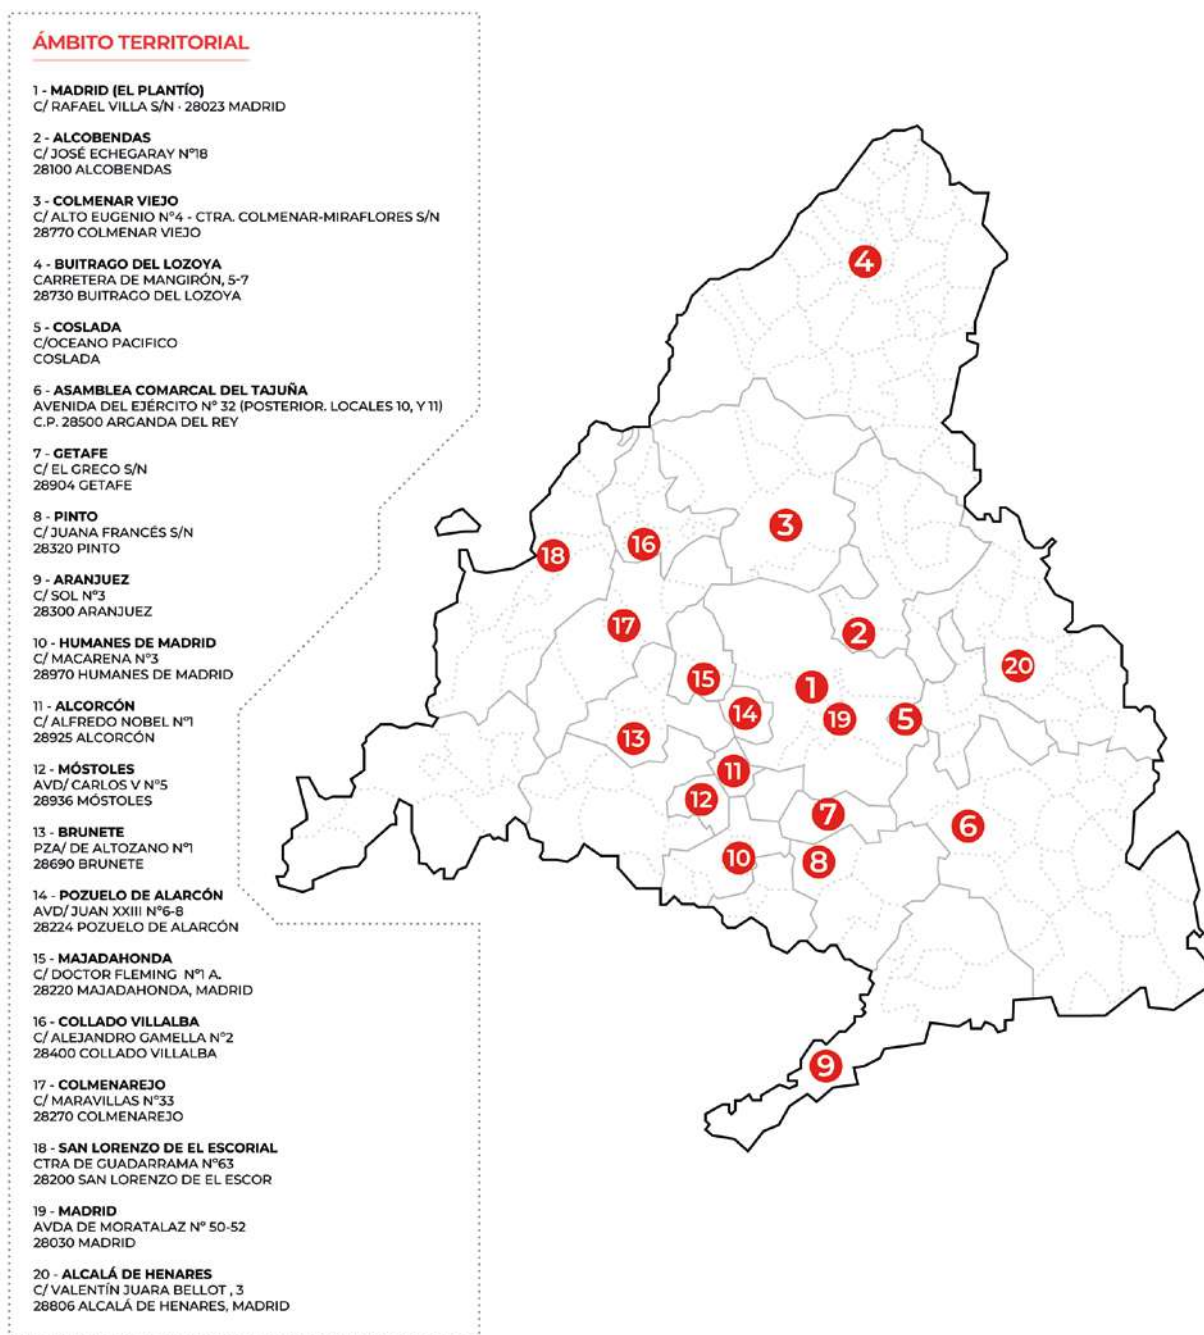 ÁMBITO TERRITORIAL
1 - MADRID (EL PLANTÍO)
C/ RAFAEL VILLA S/N · 28023 MADRID
2 - ALCOBENDAS
C/ JOSÉ ECHEGARAY Nº18
28100 ALCOBENDAS
3 - COLMENAR VIEJO
C/ ALTO EUGENIO Nº4 - CTRA. COLMENAR-MIRAFLORES S/N
28770 COLMENAR VIEJO
4 - BUITRAGO DEL LOZOYA
CARRETERA DE MANGIRÓN, 5-7
28730 BUITRAGO DEL LOZOYA
5 - COSLADA
C/OCEANO PACIFICO
COSLADA
6 - ASAMBLEA COMARCAL DEL TAJUÑA
AVENIDA DEL EJÉRCITO Nº 32 (POSTERIOR. LOCALES 10, Y 11)
C.P. 28500 ARGANDA DEL REY
7 - GETAFE
C/ EL GRECO S/N
28904 GETAFE
8 - PINTO
C/ JUANA FRANCÉS S/N
28320 PINTO
9 - ARANJUEZ
C/ SOL Nº3
28300 ARANJUEZ
10 - HUMANES DE MADRID
C/ MACARENA Nº3
28970 HUMANES DE MADRID
11 - ALCORCÓN
C/ ALFREDO NOBEL Nº1
28925 ALCORCÓN
12 - MÓSTOLES
AVD/ CARLOS V Nº5
28936 MÓSTOLES
13 - BRUNETE
PZA/ DE ALTOZANO Nº1
28690 BRUNETE
14 - POZUELO DE ALARCÓN
AVD/ JUAN XXIII Nº6-8
28224 POZUELO DE ALARCÓN
15 - MAJADAHONDA
C/ DOCTOR FLEMING Nº1 A.
28220 MAJADAHONDA, MADRID
16 - COLLADO VILLALBA
C/ ALEJANDRO GAMELLA Nº2
28400 COLLADO VILLALBA
17 - COLMENAREJO
C/ MARAVILLAS Nº33
28270 COLMENAREJO
18 - SAN LORENZO DE EL ESCORIAL
CTRA DE GUADARRAMA Nº63
28200 SAN LORENZO DE EL ESCOR
19 - MADRID
AVDA DE MORATALAZ Nº 50-52
28030 MADRID
20 - ALCALÁ DE HENARES
C/ VALENTÍN JUARA BELLOT , 3
28806 ALCALÁ DE HENARES, MADRID
4
3
16
18
17
2
20
15
1
14
19
5
13
11
12
7
6
10
8
9